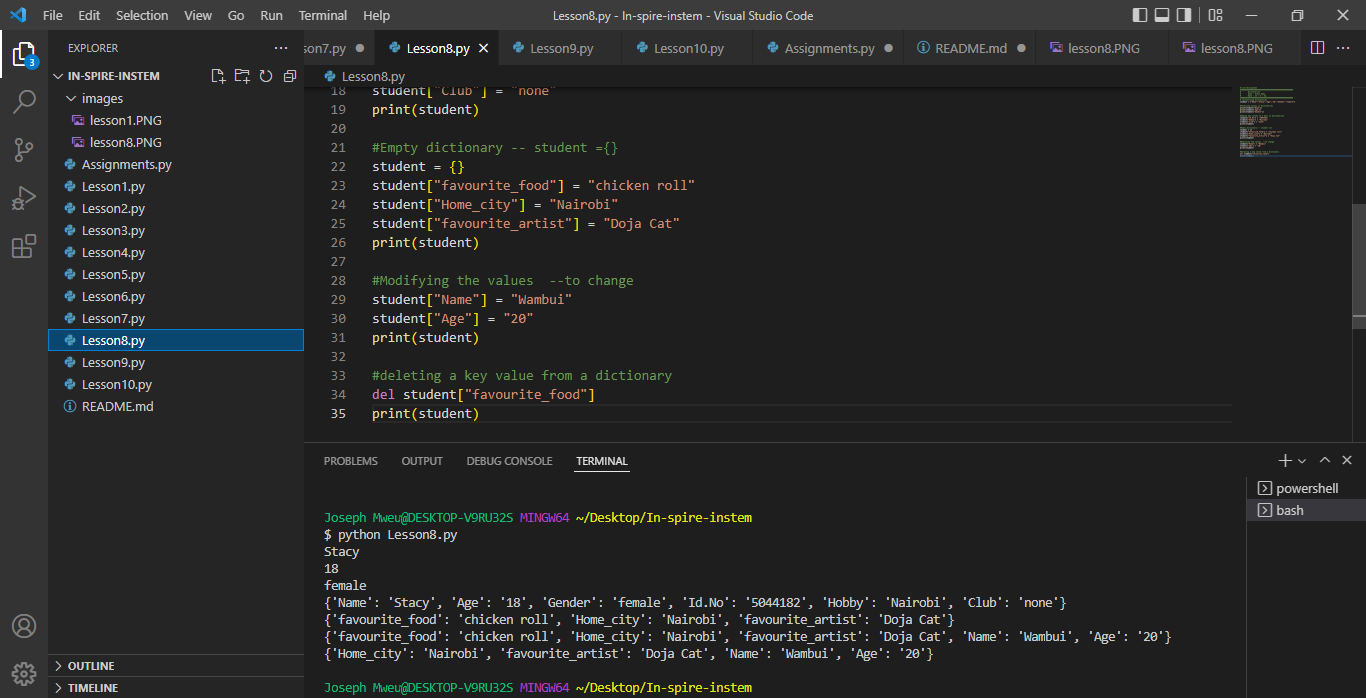 File Edit Selection View Go Run Terminal Help Lesson8.py - In-spire-instem - Visual Studio Code
EXPLORER
son7.py Lesson8.py Lesson9.py Lesson10.py Assignments.py README.md lesson8.PNG lesson8.PNG
3
IN-SPIRE-INSTEM
images
lesson1.PNG
lesson8.PNG
Assignments.py
Lesson1.py
Lesson2.py
Lesson3.py
Lesson4.py
Lesson5.py
Lesson6.py
Lesson7.py
Lesson8.py
Lesson9.py
Lesson10.py
README.md
OUTLINE
TIMELINE
Lesson8.py
18 student["Club"] = "none"
19 print(student)
20
21 #Empty dictionary -- student ={}
22 student = {}
23 student["favourite_food"] = "chicken roll"
24 student["Home_city"] = "Nairobi"
25 student["favourite_artist"] = "Doja Cat"
26 print(student)
27
28 #Modifying the values  --to change
29 student["Name"] = "Wambui"
30 student["Age"] = "20"
31 print(student)
32
33 #deleting a key value from a dictionary
34 del student["favourite_food"]
35 print(student)
PROBLEMS OUTPUT DEBUG CONSOLE TERMINAL
powershell
bash
Joseph Mweu@DESKTOP-V9RU32S MINGW64 ~/Desktop/In-spire-instem
$ python Lesson8.py
Stacy
18
female
{'Name': 'Stacy', 'Age': '18', 'Gender': 'female', 'Id.No': '5044182', 'Hobby': 'Nairobi', 'Club': 'none'}
{'favourite_food': 'chicken roll', 'Home_city': 'Nairobi', 'favourite_artist': 'Doja Cat'}
{'favourite_food': 'chicken roll', 'Home_city': 'Nairobi', 'favourite_artist': 'Doja Cat', 'Name': 'Wambui', 'Age': '20'}
{'Home_city': 'Nairobi', 'favourite_artist': 'Doja Cat', 'Name': 'Wambui', 'Age': '20'}
Joseph Mweu@DESKTOP-V9RU32S MINGW64 ~/Desktop/In-spire-instem